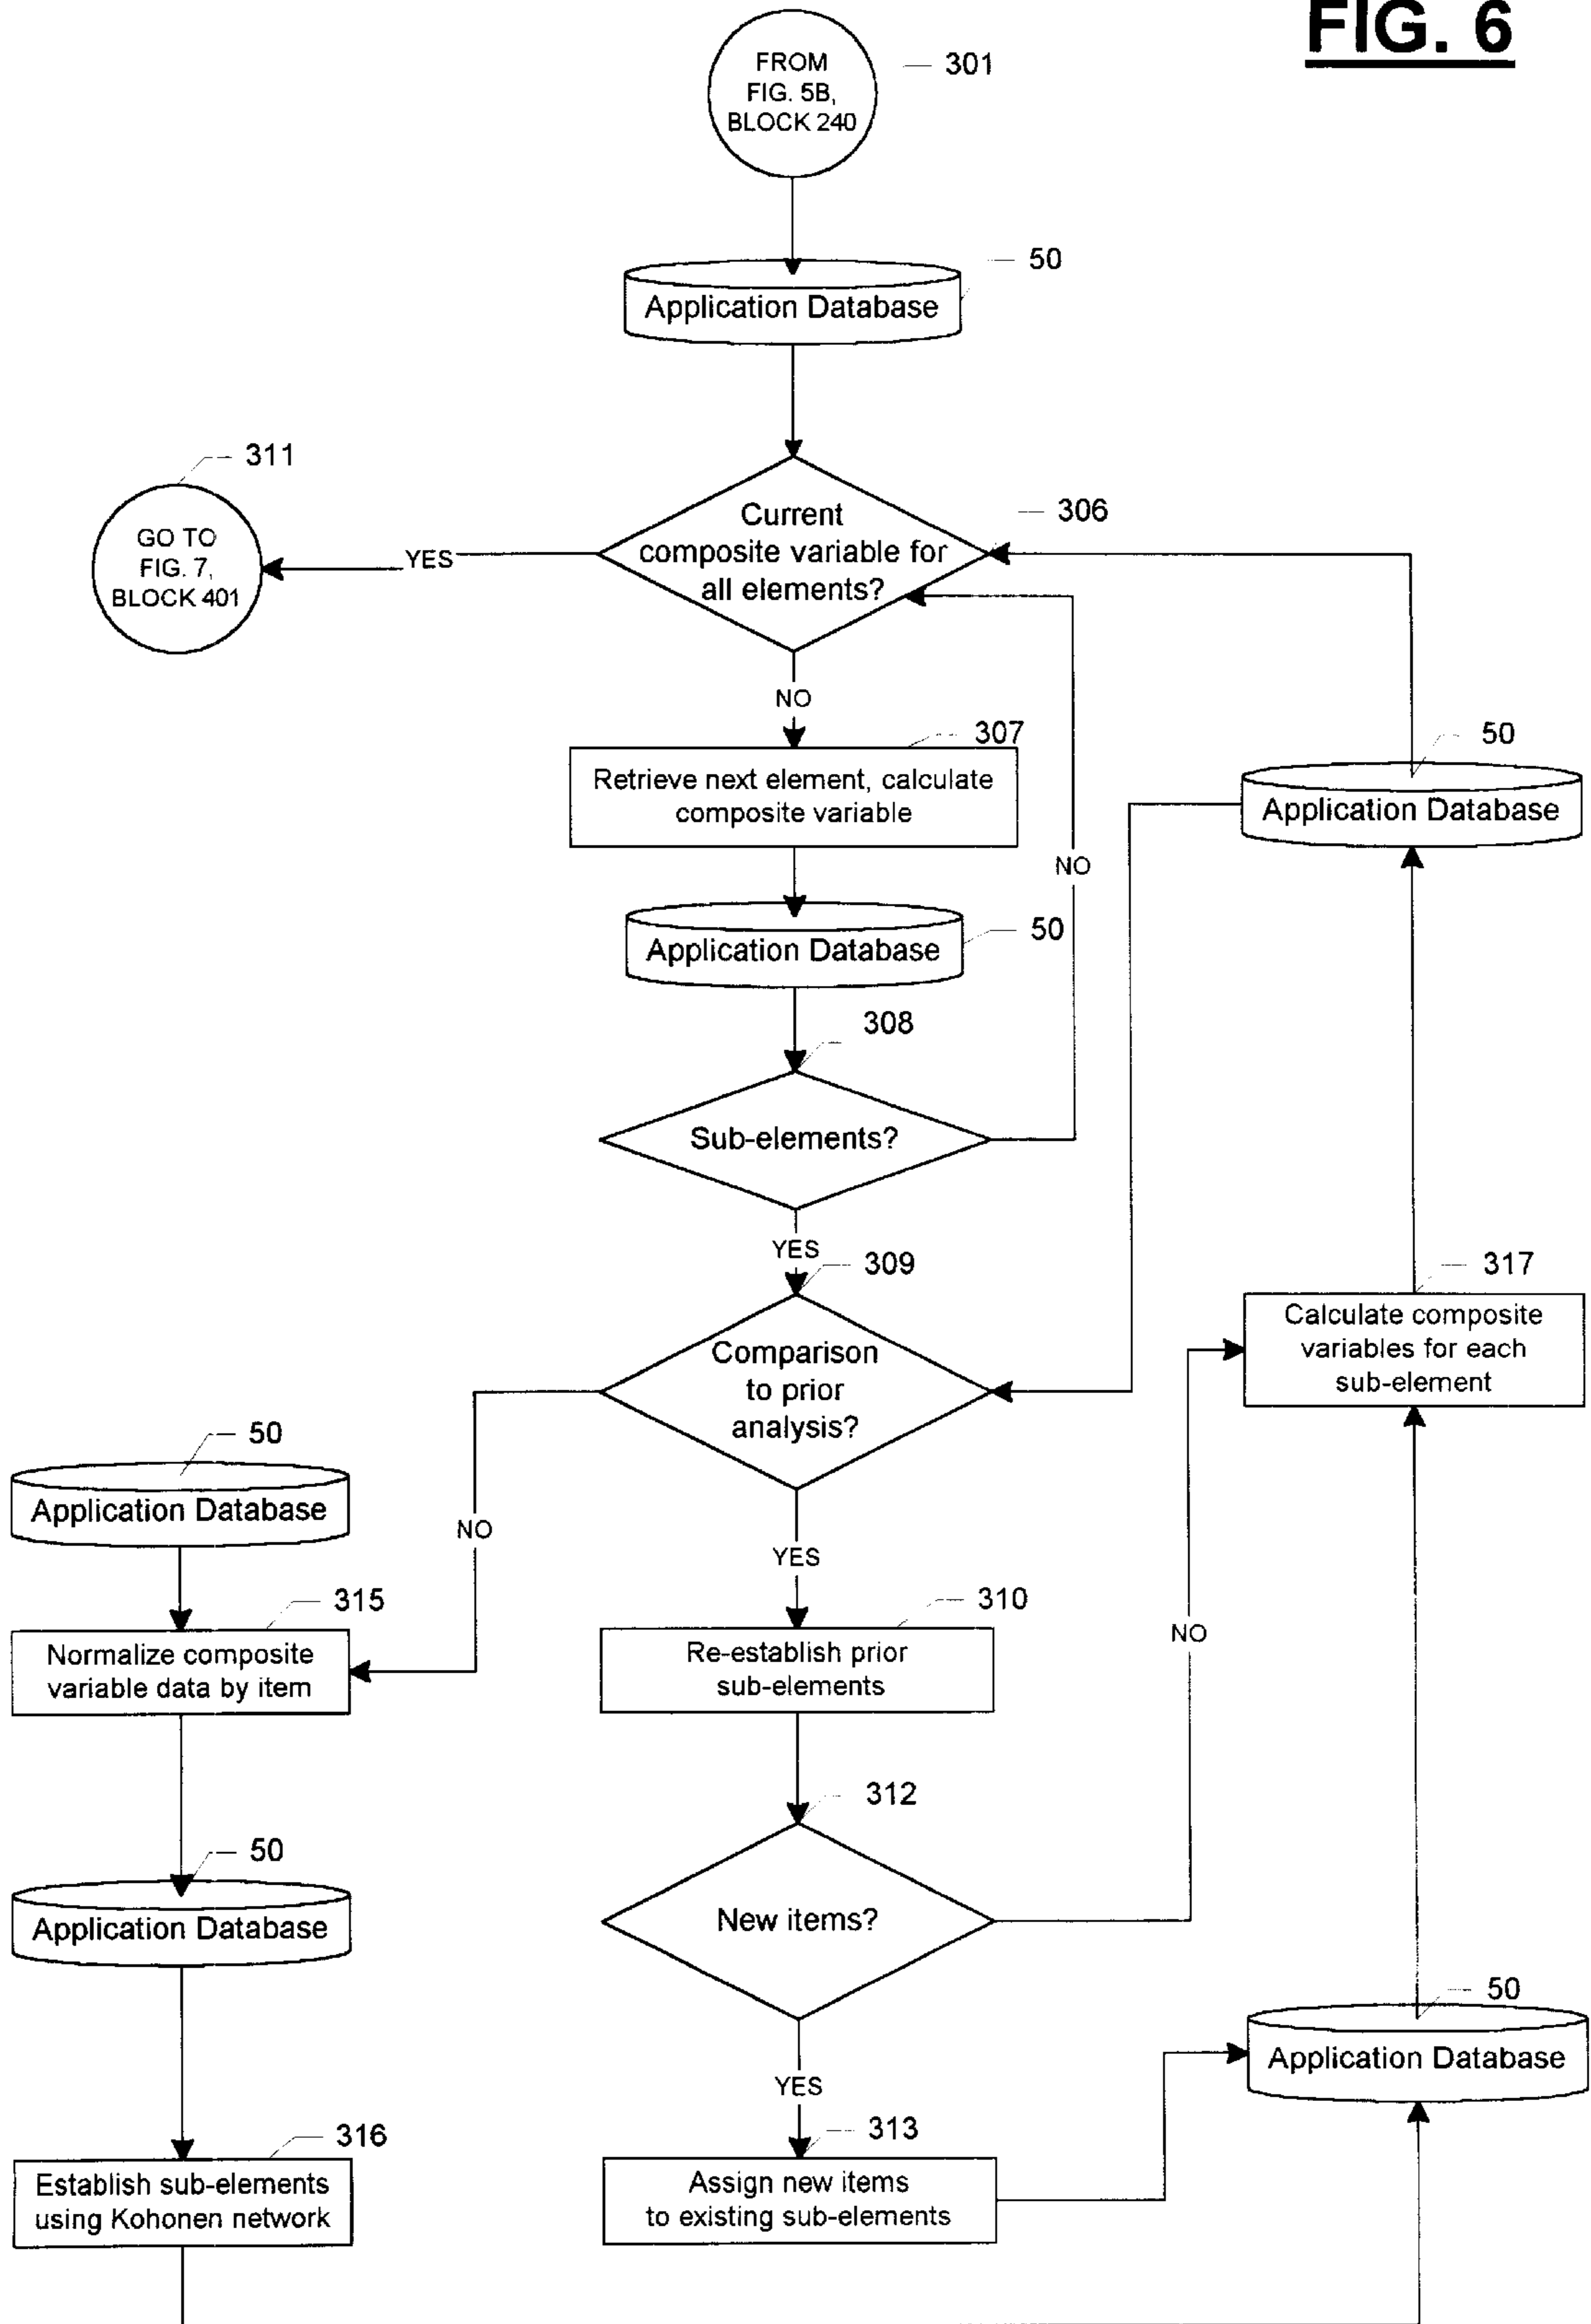 FIG. 6
FROM
FIG. 5B,
BLOCK 240
301
50
Application Database
311
GO TO
FIG. 7,
BLOCK 401
YES
Current
composite variable for
all elements?
306
NO
307
Retrieve next element, calculate
composite variable
50
Application Database
NO
50
Application Database
308
Sub-elements?
YES
309
317
Calculate composite
variables for each
sub-element
Comparison
to prior
analysis?
50
Application Database
NO
YES
315
Normalize composite
variable data by item
310
Re-establish prior
sub-elements
NO
312
50
Application Database
New items?
50
Application Database
YES
316
Establish sub-elements
using Kohonen network
313
Assign new items
to existing sub-elements